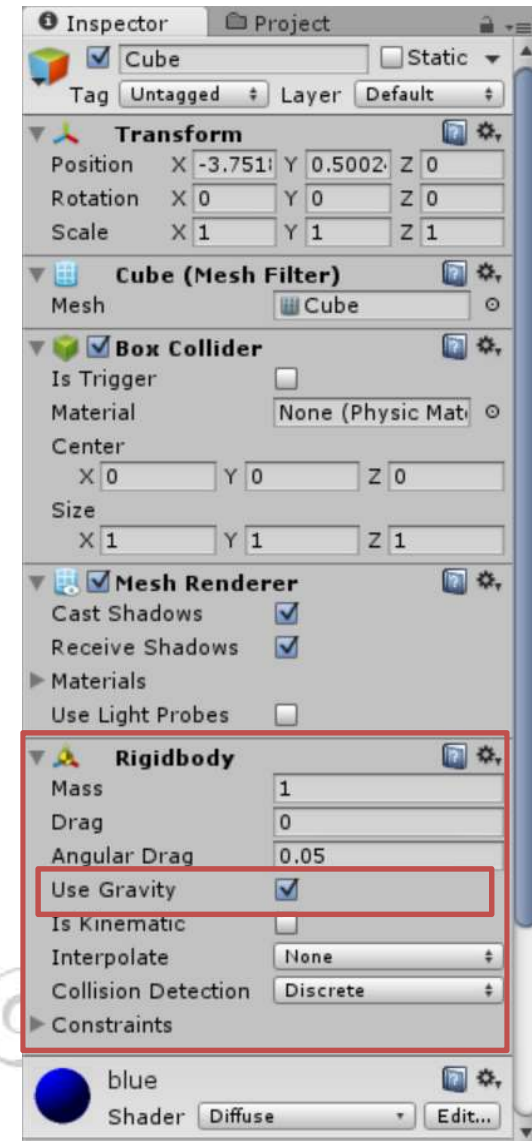 Inspector Project
Cube Static
Tag Untagged Layer Default
Transform
Position X -3.751 Y 0.5002 Z 0
Rotation X 0 Y 0 Z 0
Scale X 1 Y 1 Z 1
Cube (Mesh Filter)
Mesh Cube
Box Collider
Is Trigger
Material None (Physic Mat
Center
X 0 Y 0 Z 0
Size
X 1 Y 1 Z 1
Mesh Renderer
Cast Shadows
Receive Shadows
Materials
Use Light Probes
Rigidbody
Mass 1
Drag 0
Angular Drag 0.05
Use Gravity
Is Kinematic
Interpolate None
Collision Detection Discrete
Constraints
blue
Shader Diffuse Edit...